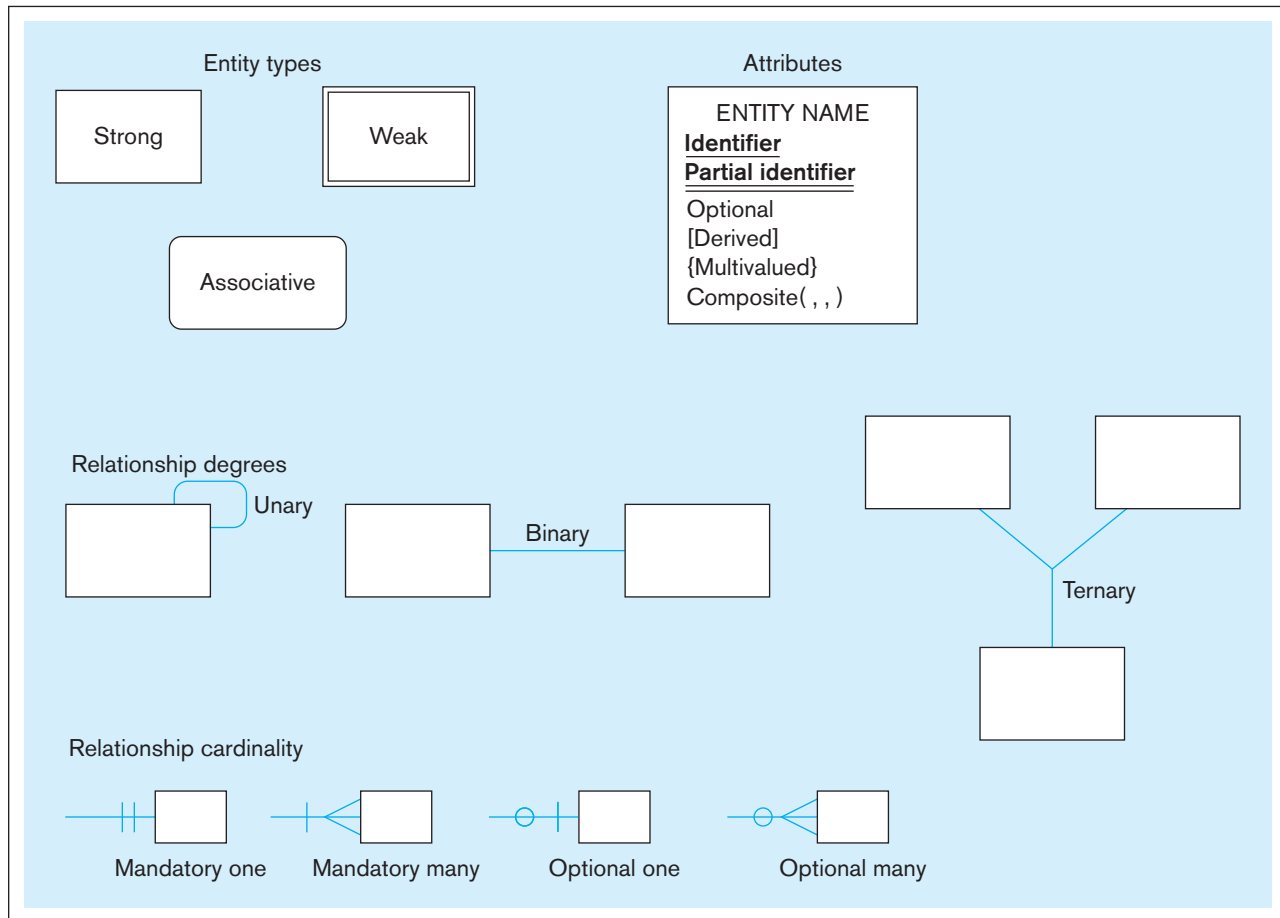 Entity types
Strong
Weak
Associative
Attributes
ENTITY NAME
Identifier
Partial identifier
Optional
[Derived]
{Multivalued}
Composite( , , )
Relationship degrees
Unary
Binary
Ternary
Relationship cardinality
Mandatory one
Mandatory many
Optional one
Optional many